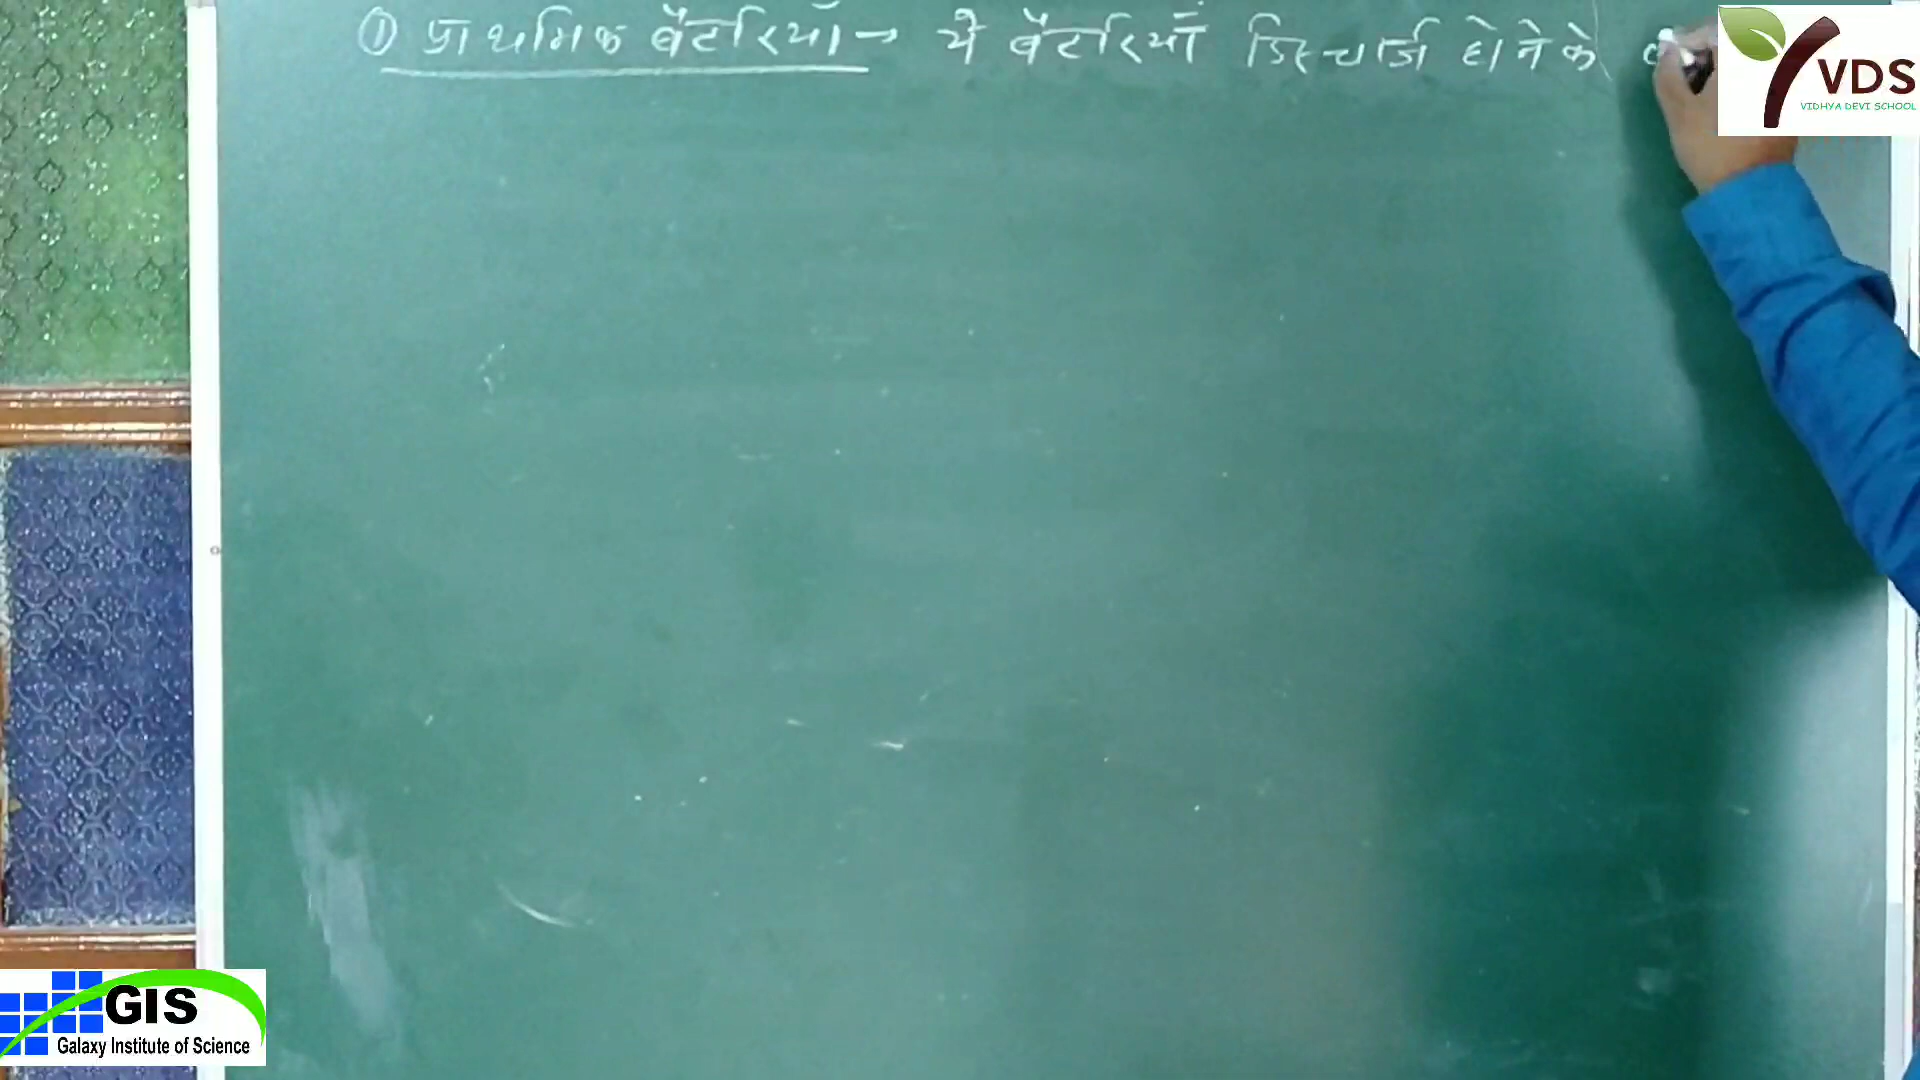 ① प्राथमिक बैटरियाँ → ये बैटरियाँ डिस्चार्ज होने के
VDS
VIDHYA DEVI SCHOOL
GIS
Galaxy Institute of Science